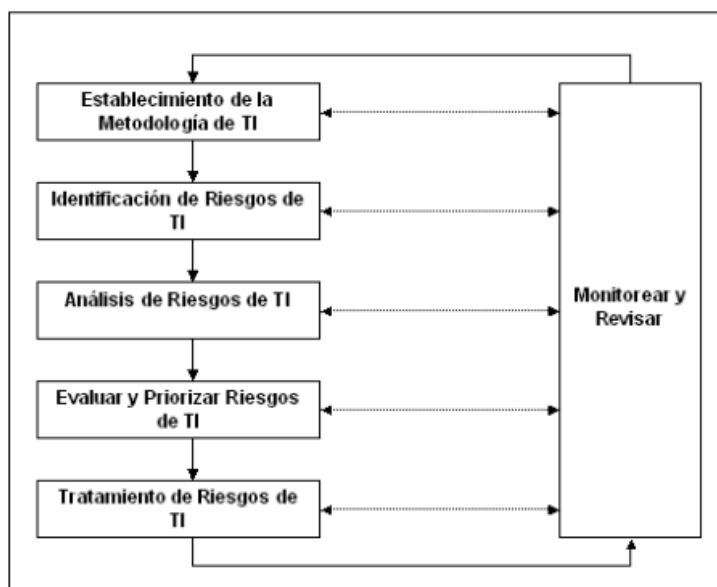 Establecimiento de la
Metodología de TI
Identificación de Riesgos de
TI
Análisis de Riesgos de TI
Evaluar y Priorizar Riesgos
de TI
Tratamiento de Riesgos de
TI
Monitorear y
Revisar